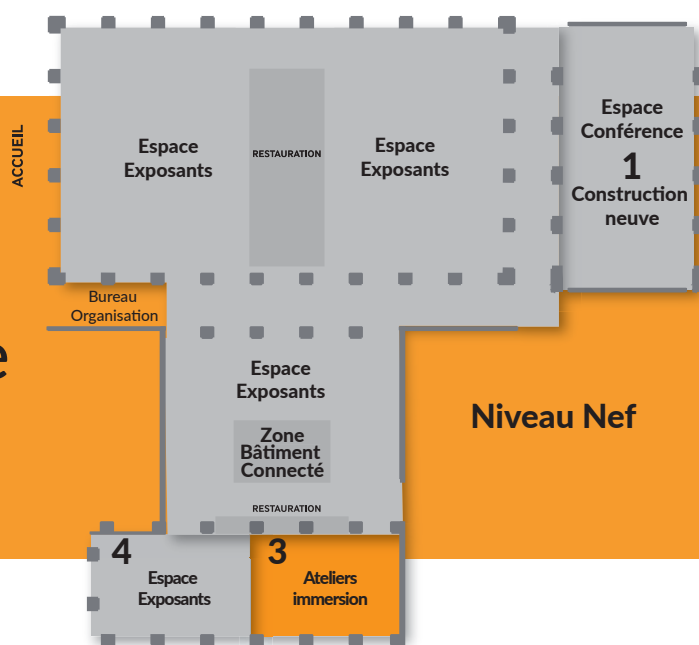 ACCUEIL
Espace
Exposants
RESTAURATION
Espace
Exposants
Espace
Conférence
1
Construction
neuve
Bureau
Organisation
e
Espace
Exposants
Niveau Nef
Zone
Bâtiment
Connecté
RESTAURATION
4
Espace
Exposants
3
Ateliers
immersion